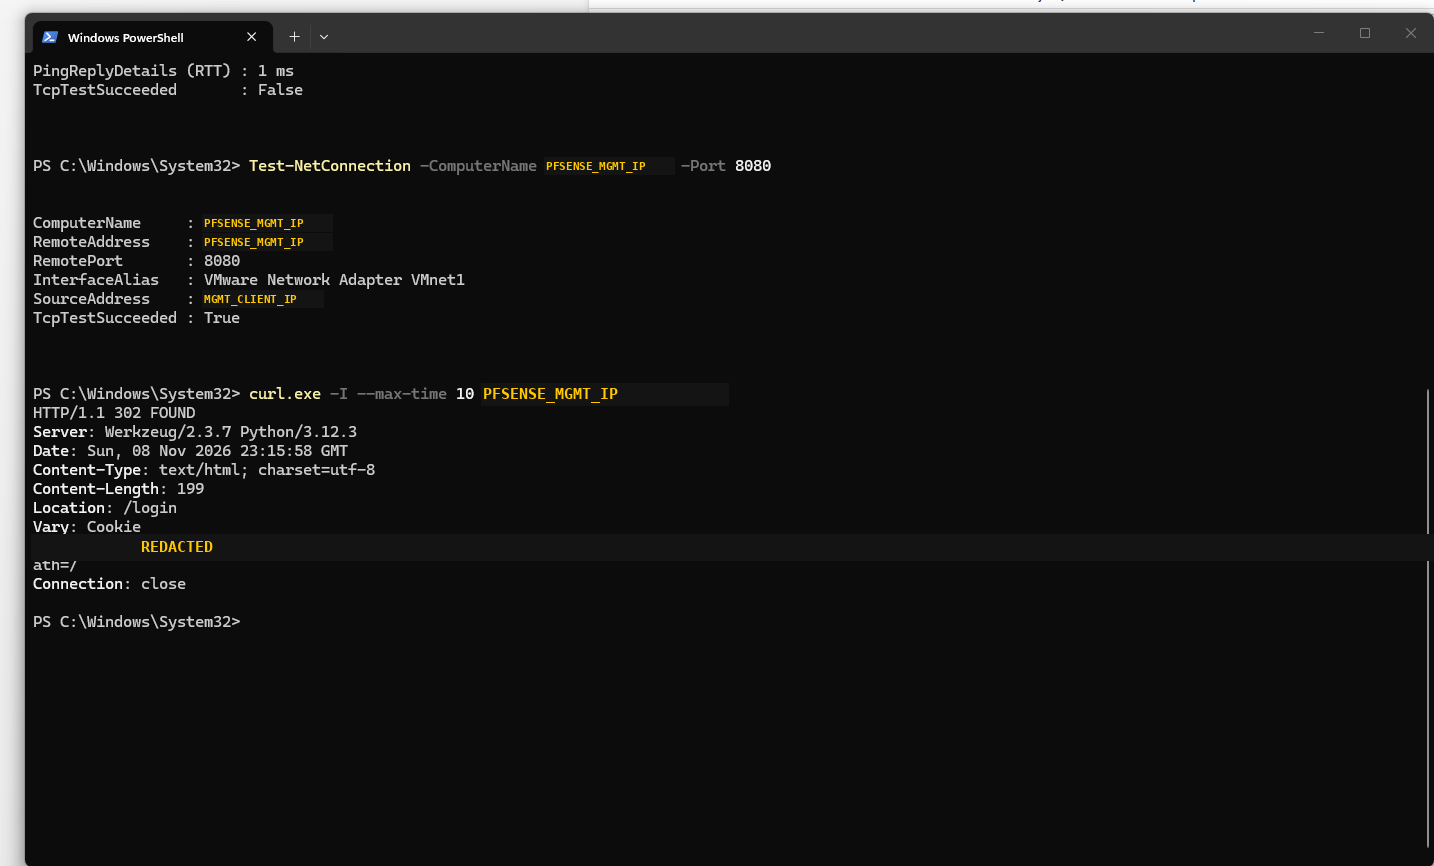 Windows PowerShell
PingReplyDetails (RTT) : 1 ms
TcpTestSucceeded       : False
PS C:\Windows\System32> Test-NetConnection -ComputerName PFSENSE_MGMT_IP -Port 8080
ComputerName     : PFSENSE_MGMT_IP
RemoteAddress    : PFSENSE_MGMT_IP
RemotePort       : 8080
InterfaceAlias   : VMware Network Adapter VMnet1
SourceAddress    : MGMT_CLIENT_IP
TcpTestSucceeded : True
PS C:\Windows\System32> curl.exe -I --max-time 10 PFSENSE_MGMT_IP
HTTP/1.1 302 FOUND
Server: Werkzeug/2.3.7 Python/3.12.3
Date: Sun, 08 Nov 2026 23:15:58 GMT
Content-Type: text/html; charset=utf-8
Content-Length: 199
Location: /login
Vary: Cookie
REDACTED
ath=/
Connection: close
PS C:\Windows\System32>